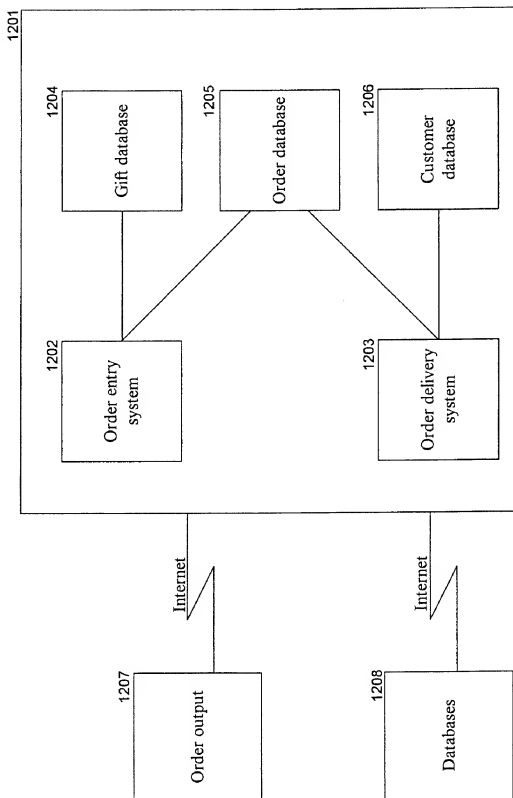 1201
1204
Gift database
1205
Order database
1206
Customer
database
1202
Order entry
system
1203
Order delivery
system
Internet
Internet
1207
Order output
1208
Databases